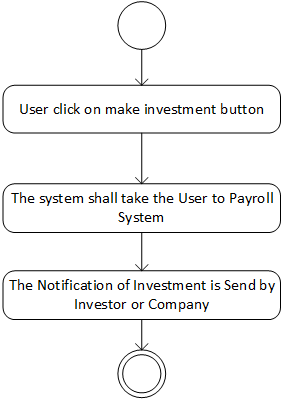 User click on make investment button
The system shall take the User to Payroll
System
The Notification of Investment is Send by
Investor or Company